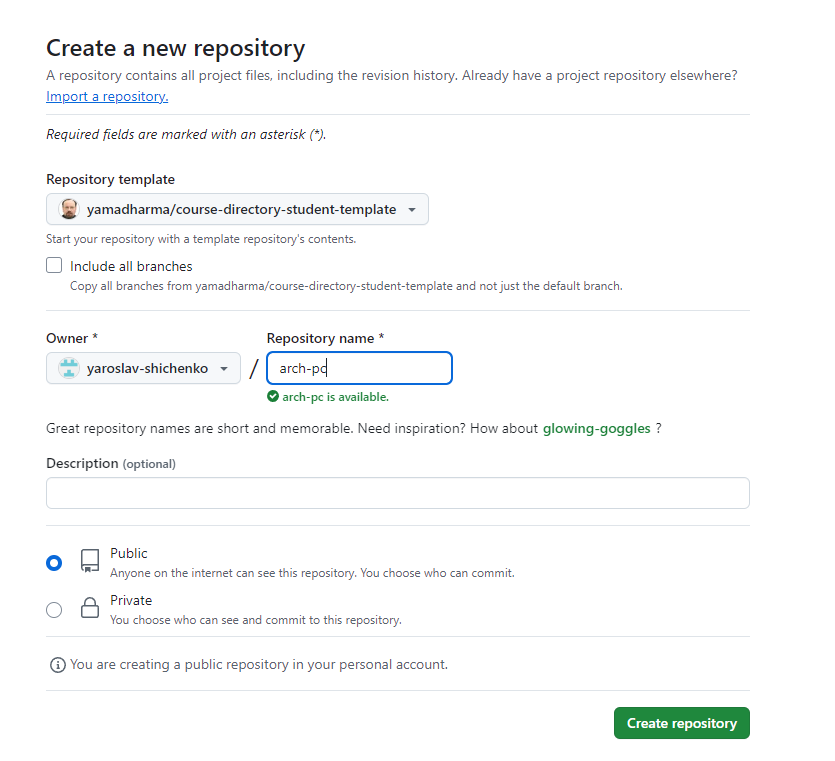 Create a new repository
A repository contains all project files, including the revision history. Already have a project repository elsewhere?
Import a repository.
Required fields are marked with an asterisk (*).
Repository template
yamadharma/course-directory-student-template
Start your repository with a template repository's contents.
Include all branches
Copy all branches from yamadharma/course-directory-student-template and not just the default branch.
Owner * Repository name *
yaroslav-shichenko / arch-pc
arch-pc is available.
Great repository names are short and memorable. Need inspiration? How about glowing-goggles ?
Description (optional)
Public
Anyone on the internet can see this repository. You choose who can commit.
Private
You choose who can see and commit to this repository.
You are creating a public repository in your personal account.
Create repository